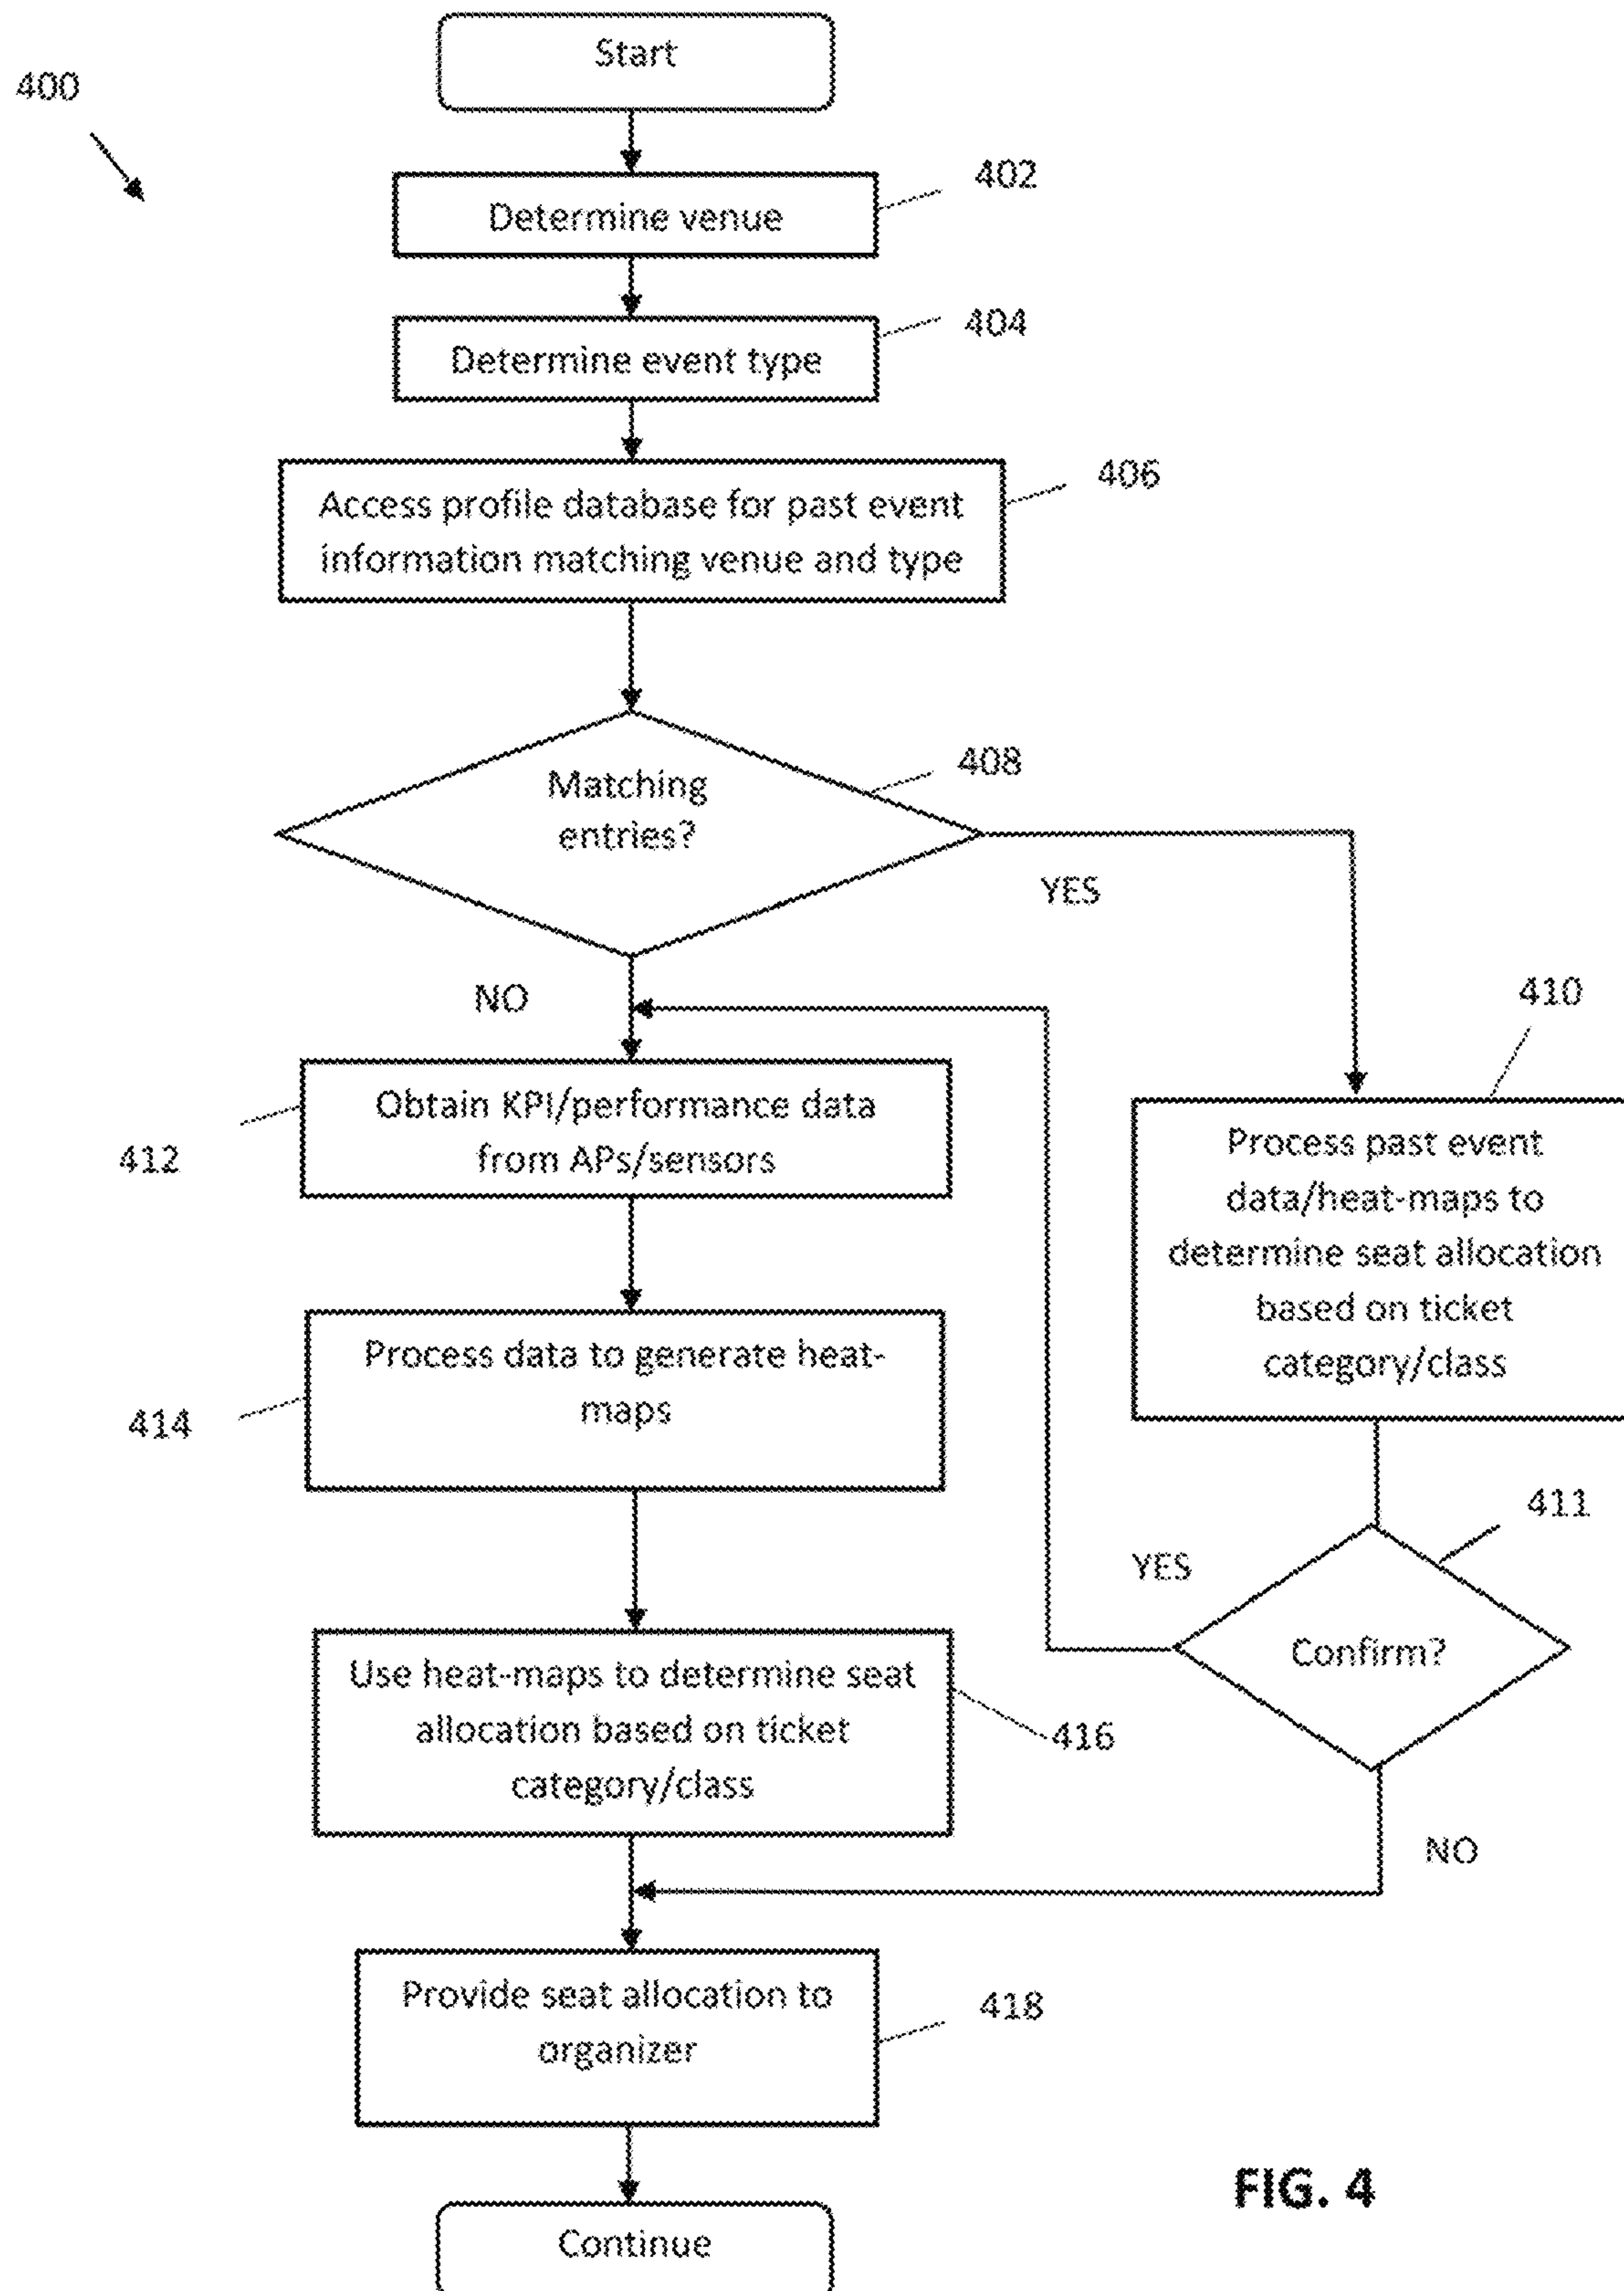 Start
400
402
Determine venue
404
Determine event type
406
Access profile database for past event
information matching venue and type
408
Matching
entries?
YES
410
NO
Obtain KPI/performance data
from APs/sensors
412
Process past event
data/heat-maps to
determine seat allocation
based on ticket
category/class
Process data to generate heat-
maps
414
411
YES
Confirm?
Use heat-maps to determine seat
allocation based on ticket
category/class
416
NO
Provide seat allocation to
organizer
418
FIG. 4
Continue